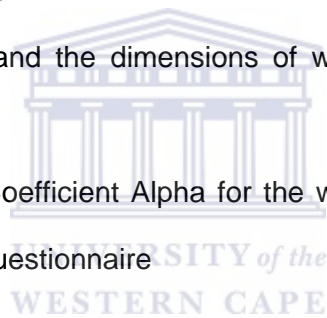 and the dimensions of w
oefficient Alpha for the w
uestionnaire
UNIVERSITY of the
WESTERN CAPE